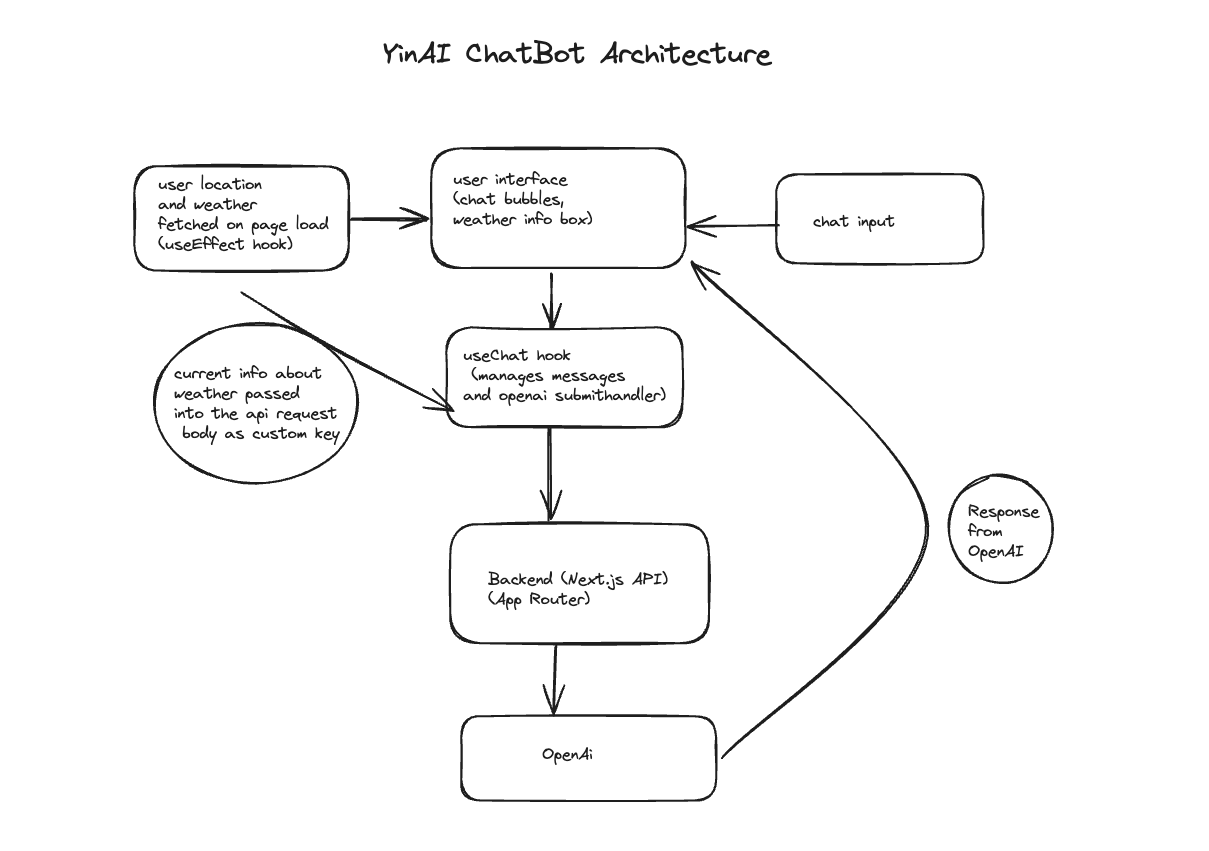 YinAI ChatBot Architecture
user location
and weather
fetched on page load
(useEffect hook)
user interface
(chat bubbles,
weather info box)
chat input
useChat hook
(manages messages
and openai submithandler)
current info about
weather passed
into the api request
body as custom key
Response
from
OpenAI
Backend (Next.js API)
(App Router)
OpenAi